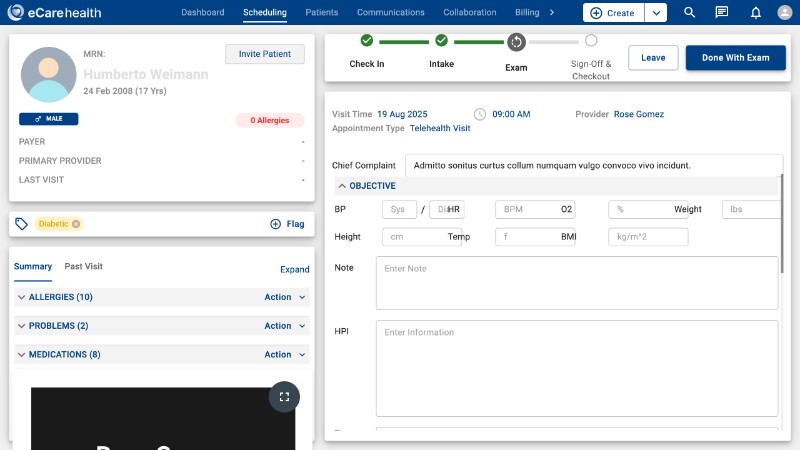 eCarehealth
Dashboard
Scheduling
Patients
Communications
Collaboration
Billing
Create
MRN:
Invite Patient
Humberto Weimann
24 Feb 2008 (17 Yrs)
MALE
0 Allergies
PAYER -
PRIMARY PROVIDER -
LAST VISIT -
Diabetic
Flag
Summary
Past Visit
Expand
ALLERGIES (10) Action
PROBLEMS (2) Action
MEDICATIONS (8) Action
Check In
Intake
Exam
Sign-Off &
Checkout
Leave
Done With Exam
Visit Time 19 Aug 2025 09:00 AM Provider Rose Gomez
Appointment Type Telehealth Visit
Chief Complaint Admitto sonitus curtus collum numquam vulgo convoco vivo incidunt.
OBJECTIVE
BP Sys / Dia HR BPM O2 % Weight lbs
Height cm Temp f BMI kg/m^2
Note Enter Note
HPI Enter Information